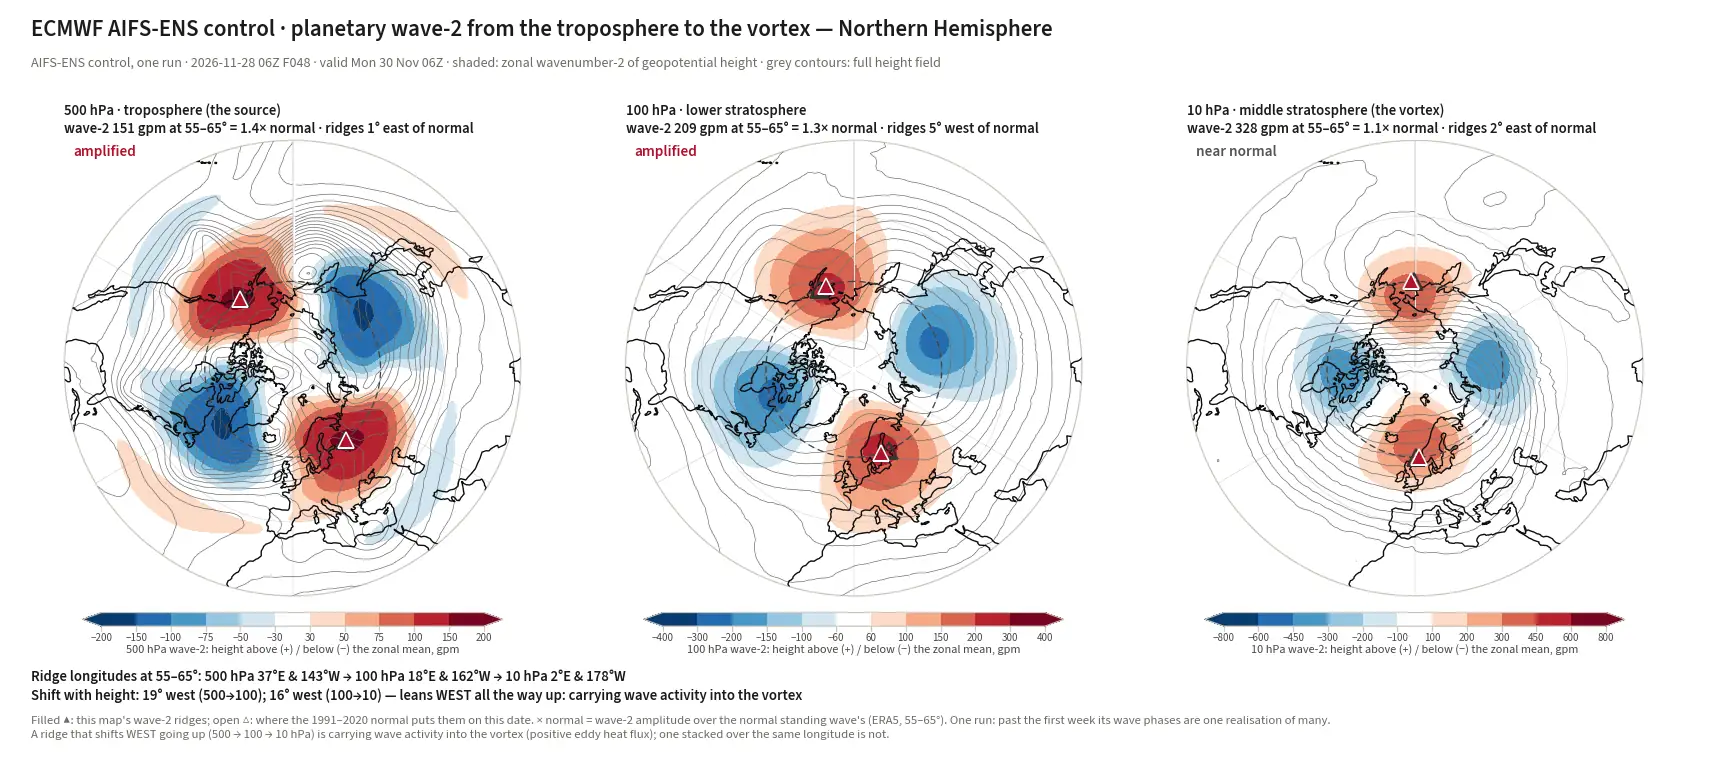 ECMWF AIFS-ENS control · planetary wave-2 from the troposphere to the vortex — Northern Hemisphere
AIFS-ENS control, one run · 2026-11-28 06Z F048 · valid Mon 30 Nov 06Z · shaded: zonal wavenumber-2 of geopotential height · grey contours: full height field
500 hPa · troposphere (the source)
wave-2 151 gpm at 55–65° = 1.4× normal · ridges 1° east of normal
amplified
100 hPa · lower stratosphere
wave-2 209 gpm at 55–65° = 1.3× normal · ridges 5° west of normal
amplified
10 hPa · middle stratosphere (the vortex)
wave-2 328 gpm at 55–65° = 1.1× normal · ridges 2° east of normal
near normal
−200 −150 −100 −75 −50 −30 30 50 75 100 150 200
500 hPa wave-2: height above (+) / below (−) the zonal mean, gpm
−400 −300 −200 −150 −100 −60 60 100 150 200 300 400
100 hPa wave-2: height above (+) / below (−) the zonal mean, gpm
−800 −600 −450 −300 −200 −100 100 200 300 450 600 800
10 hPa wave-2: height above (+) / below (−) the zonal mean, gpm
Ridge longitudes at 55–65°: 500 hPa 37°E & 143°W → 100 hPa 18°E & 162°W → 10 hPa 2°E & 178°W
Shift with height: 19° west (500→100); 16° west (100→10) — leans WEST all the way up: carrying wave activity into the vortex
Filled ▲: this map's wave-2 ridges; open △: where the 1991–2020 normal puts them on this date. × normal = wave-2 amplitude over the normal standing wave's (ERA5, 55–65°). One run: past the first week its wave phases are one realisation of many.
A ridge that shifts WEST going up (500 → 100 → 10 hPa) is carrying wave activity into the vortex (positive eddy heat flux); one stacked over the same longitude is not.